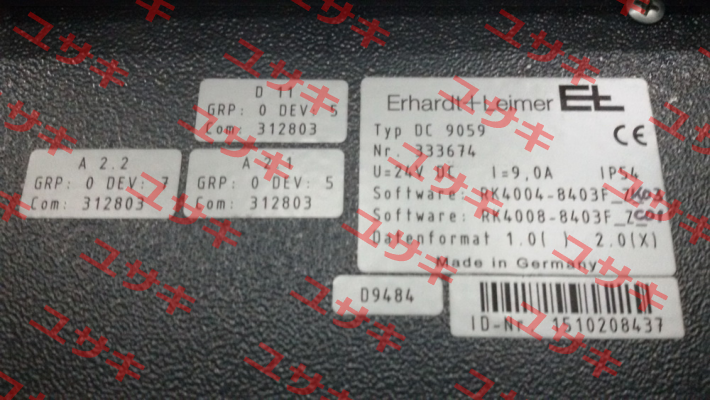 D 11
GRP: 0 DEV: 5
Com: 312803
A 2.2
GRP: 0 DEV: 7
Com: 312803
GRP: 0 DEV: 5
Com: 312803
Erhardt+Leimer
Typ DC 9059
Nr. 333674
U=24V DC I=9,0A IP54
Software: RK4004-8403F_ZK03
Software: RK4008-8403F_ZC01
Datenformat 1.0( ) 2.0(X)
Made in Germany
D9484
ID-Nr. 1510208437
ユサキ